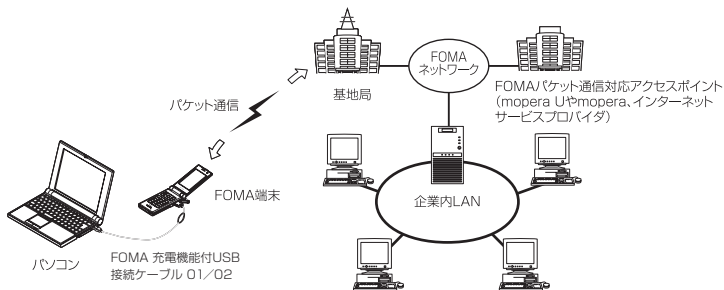 FOMA
ネットワーク
FOMAパケット通信対応アクセスポイント
（mopera Uやmopera、インターネット
サービスプロバイダ）
基地局
パケット通信
FOMA端末
企業内LAN
パソコン
FOMA 充電機能付USB
接続ケーブル 01／02